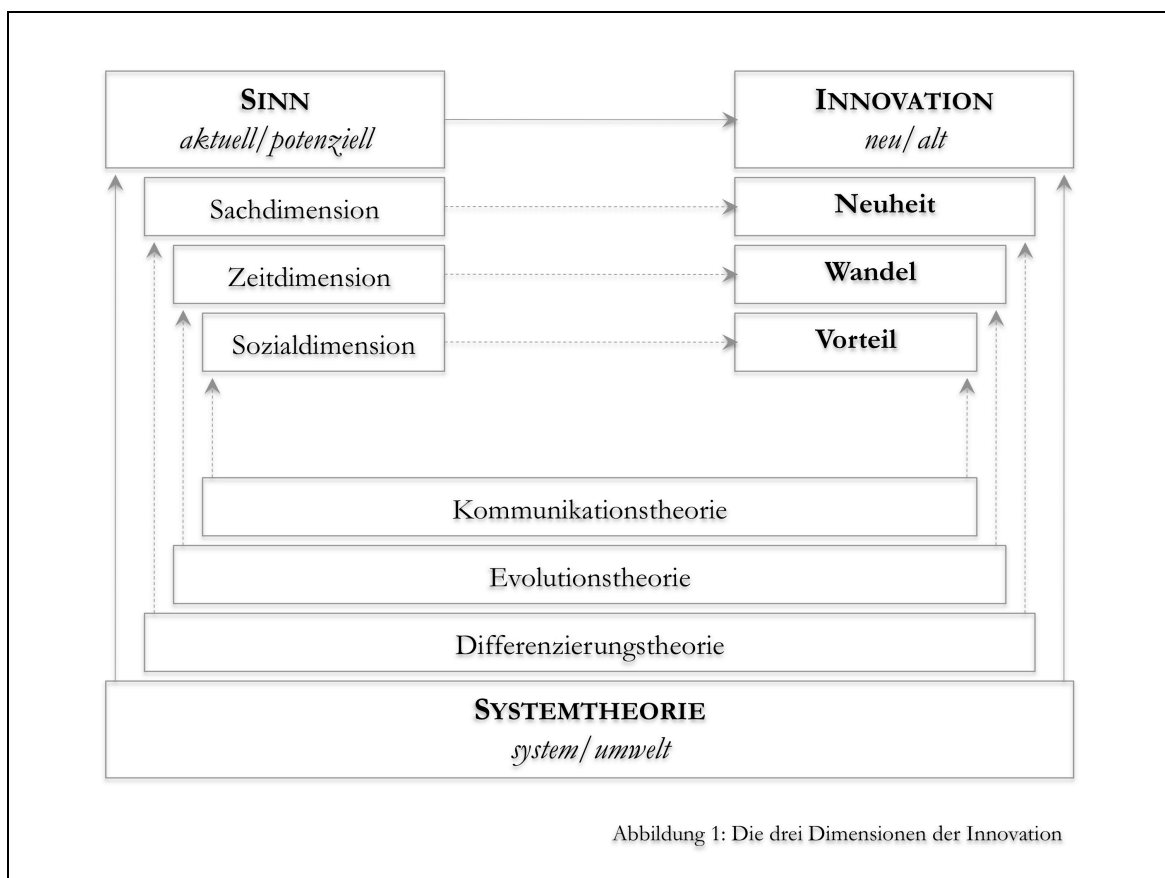 SINN
aktuell/potenziell
INNOVATION
neu/alt
Sachdimension
Neuheit
Zeitdimension
Wandel
Sozialdimension
Vorteil
Kommunikationstheorie
Evolutionstheorie
Differenzierungstheorie
SYSTEMTHEORIE
system/umwelt
Abbildung 1: Die drei Dimensionen der Innovation